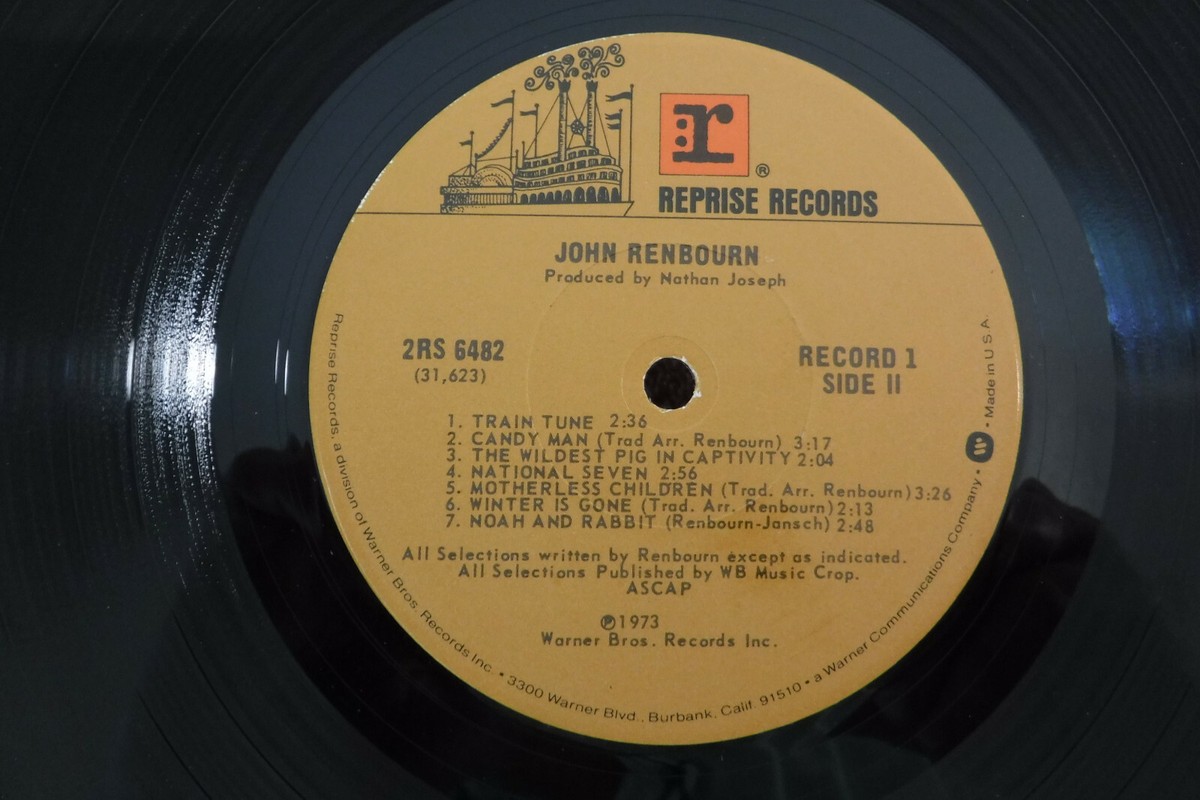 r
®
REPRISE RECORDS
JOHN RENBOURN
Produced by Nathan Joseph
2RS 6482
(31,623)
RECORD 1
SIDE II
1. TRAIN TUNE 2:36
2. CANDY MAN (Trad Arr. Renbourn) 3:17
3. THE WILDEST PIG IN CAPTIVITY 2:04
4. NATIONAL SEVEN 2:56
5. MOTHERLESS CHILDREN (Trad. Arr. Renbourn) 3:26
6. WINTER IS GONE (Trad. Arr. Renbourn) 2:13
7. NOAH AND RABBIT (Renbourn-Jansch) 2:48
All Selections written by Renbourn except as indicated.
All Selections Published by WB Music Crop.
ASCAP
℗1973
Warner Bros. Records Inc.
Reprise Records, a division of Warner Bros. Records Inc. • 3300 Warner Blvd., Burbank, Calif. 91510 • a Warner Communications Company • W • Made in U.S.A.